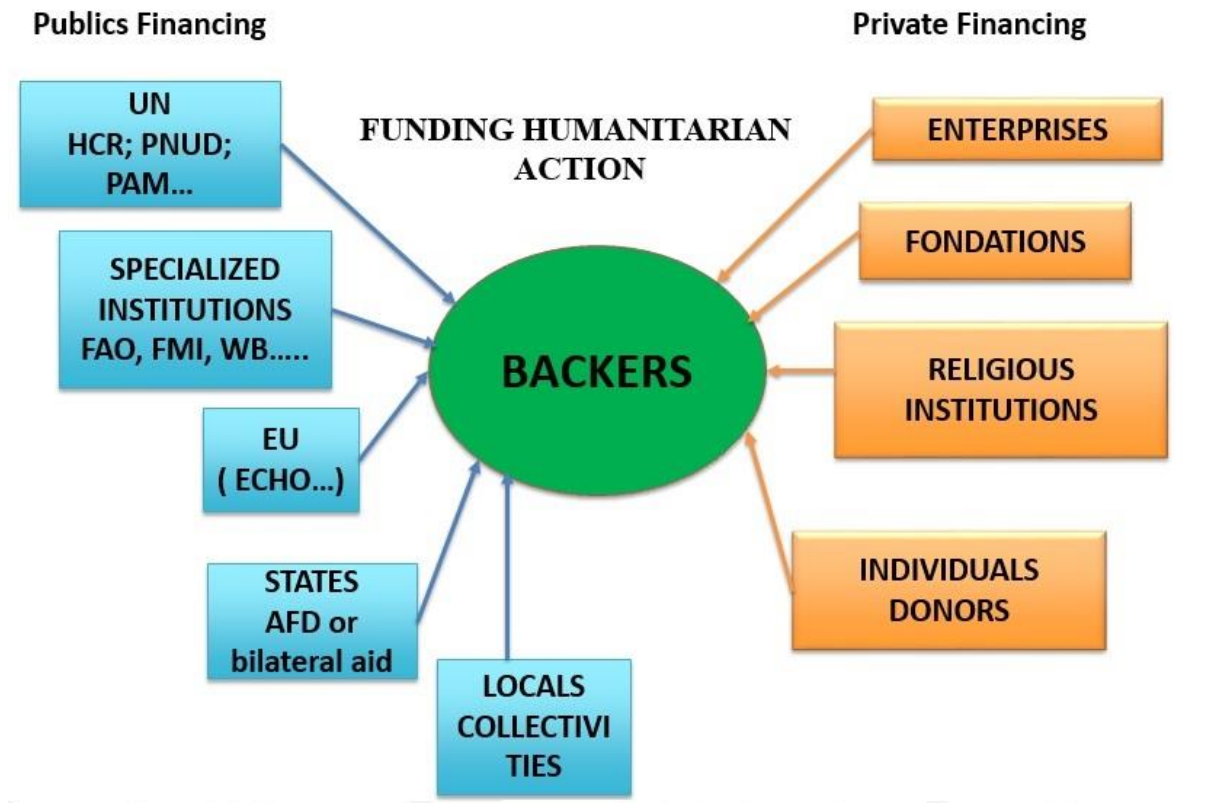 Publics Financing
Private Financing
FUNDING HUMANITARIAN
ACTION
UN
HCR; PNUD;
PAM...
SPECIALIZED
INSTITUTIONS
FAO, FMI, WB.....
EU
( ECHO...)
STATES
AFD or
bilateral aid
LOCALS
COLLECTIVI
TIES
BACKERS
ENTERPRISES
FONDATIONS
RELIGIOUS
INSTITUTIONS
INDIVIDUALS
DONORS